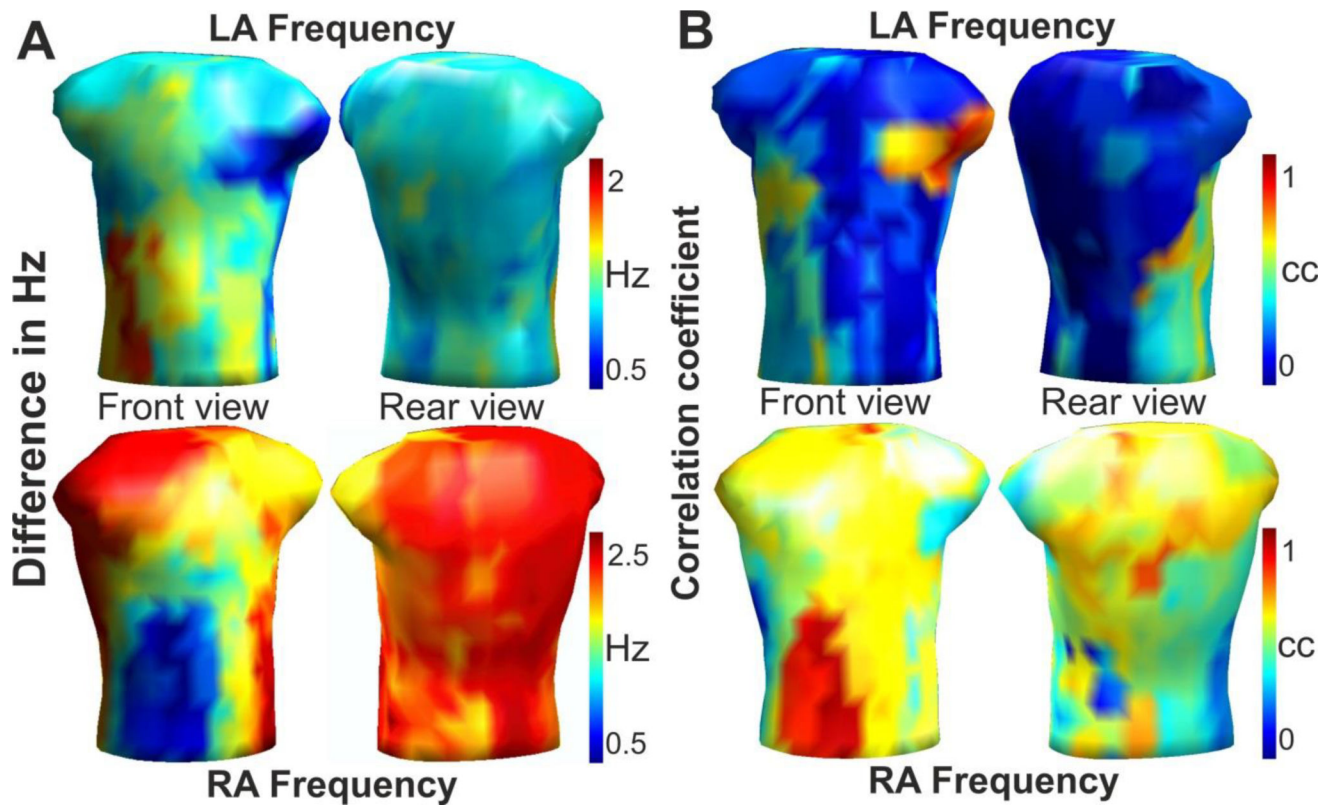 A
LA Frequency
B
LA Frequency
Difference in Hz
2
Hz
0.5
Correlation coefficient
1
cc
0
Front view
Rear view
Front view
Rear view
2.5
Hz
0.5
1
cc
0
RA Frequency
RA Frequency